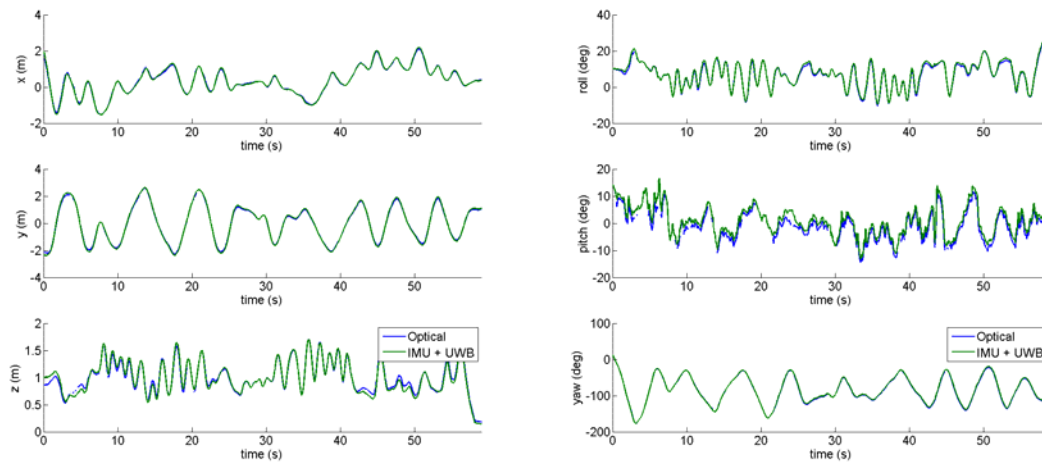 4
2
0
-2
x (m)
0 10 20 30 40 50
time (s)
40
20
0
-20
roll (deg)
0 10 20 30 40 50
time (s)
4
2
0
-2
-4
y (m)
0 10 20 30 40 50
time (s)
20
10
0
-10
-20
pitch (deg)
0 10 20 30 40 50
time (s)
2
1.5
1
0.5
0
z (m)
Optical
IMU + UWB
0 10 20 30 40 50
time (s)
100
0
-100
-200
yaw (deg)
Optical
IMU + UWB
0 10 20 30 40 50
time (s)